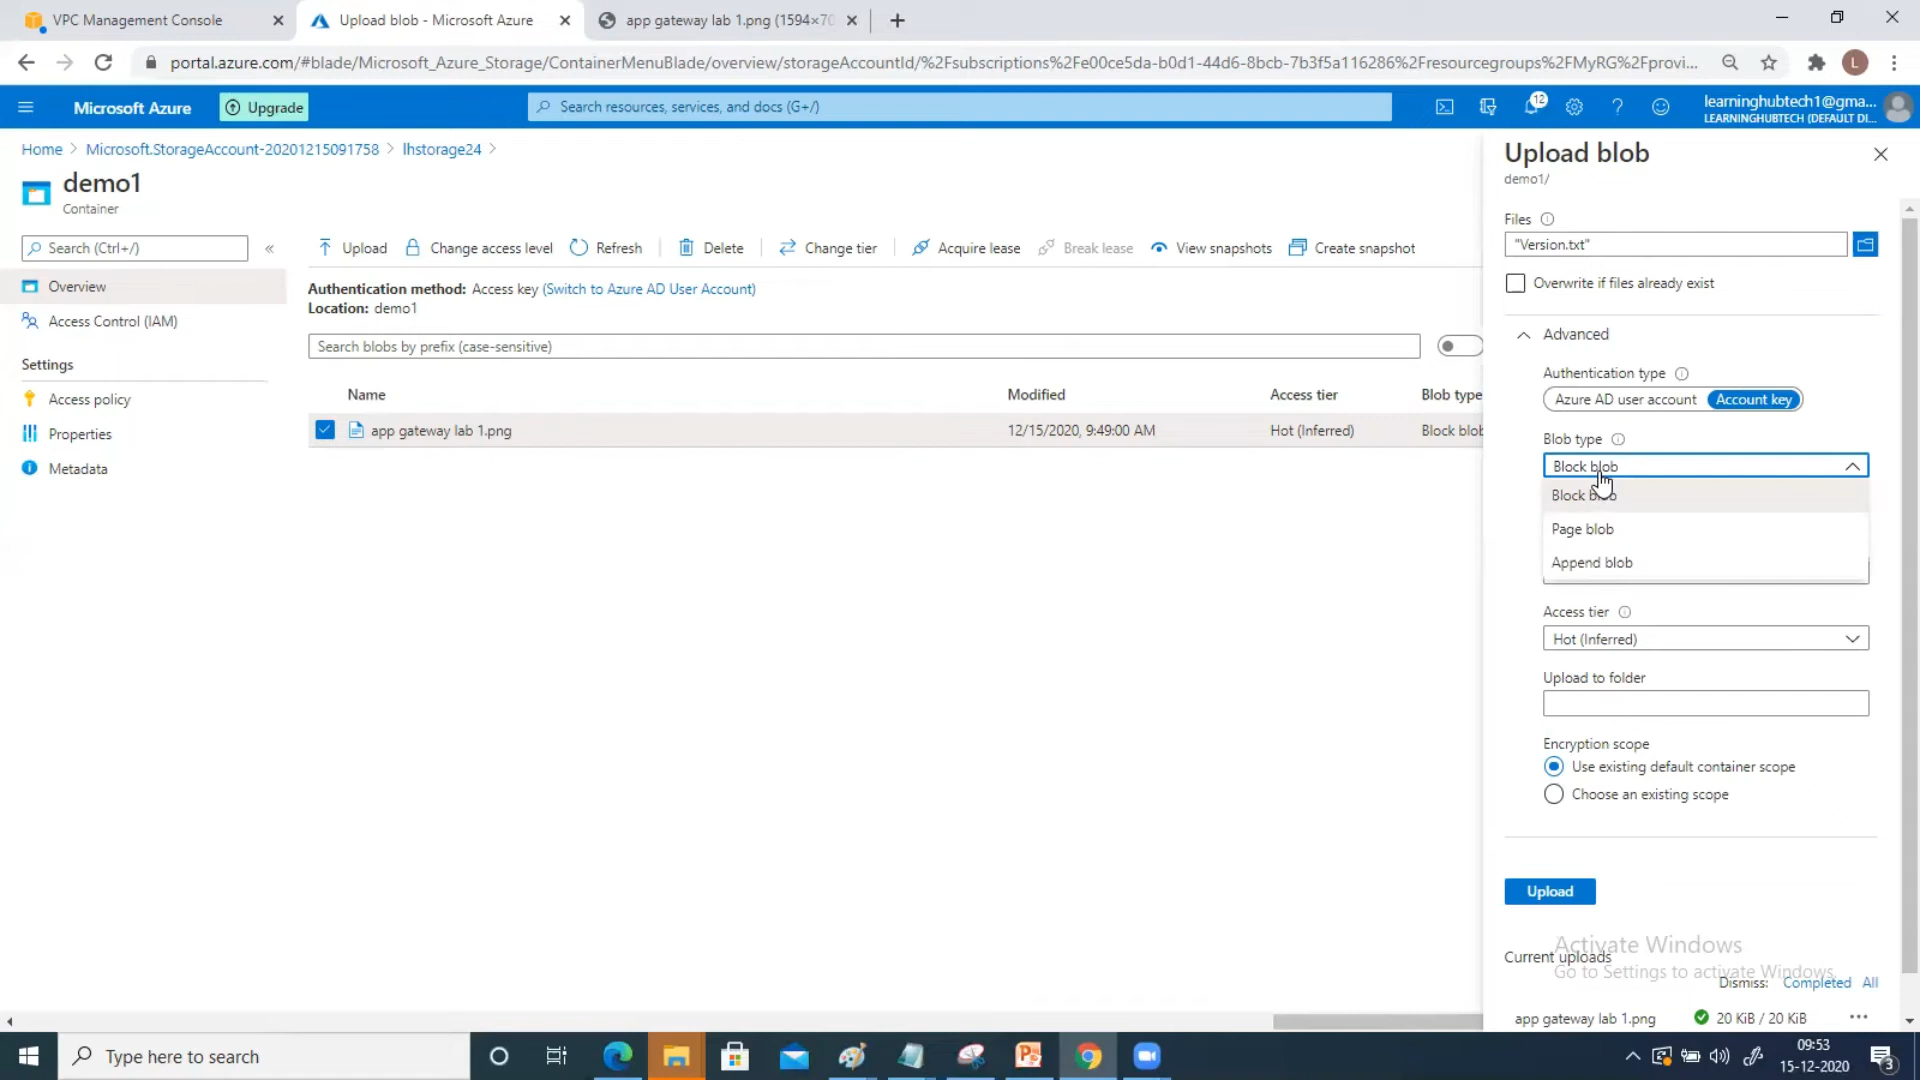 VPC Management Console
Upload blob - Microsoft Azure
app gateway lab 1.png (1594×70
portal.azure.com/#blade/Microsoft_Azure_Storage/ContainerMenuBlade/overview/storageAccountId/%2Fsubscriptions%2Fe00ce5da-b0d1-44d6-8bcb-7b3f5a116286%2Fresourcegroups%2FMyRG%2Fprovi...
L
Microsoft Azure
Upgrade
Search resources, services, and docs (G+/)
12
learninghubtech1@gma...
LEARNINGHUBTECH (DEFAULT DI...
Home > Microsoft.StorageAccount-20201215091758 > lhstorage24 >
demo1
Container
Search (Ctrl+/)
«
Overview
Access Control (IAM)
Settings
Access policy
Properties
Metadata
Upload
Change access level
Refresh
Delete
Change tier
Acquire lease
Break lease
View snapshots
Create snapshot
Authentication method: Access key (Switch to Azure AD User Account)
Location: demo1
Search blobs by prefix (case-sensitive)
Name
Modified
Access tier
Blob type
app gateway lab 1.png
12/15/2020, 9:49:00 AM
Hot (Inferred)
Block blob
Upload blob
demo1/
Files
"Version.txt"
Overwrite if files already exist
Advanced
Authentication type
Azure AD user account
Account key
Blob type
Block blob
Block blob
Page blob
Append blob
Access tier
Hot (Inferred)
Upload to folder
Encryption scope
Use existing default container scope
Choose an existing scope
Upload
Activate Windows
Current uploads
Go to Settings to activate Windows.
Dismiss: Completed All
app gateway lab 1.png
20 KiB / 20 KiB
Type here to search
09:53
15-12-2020
3